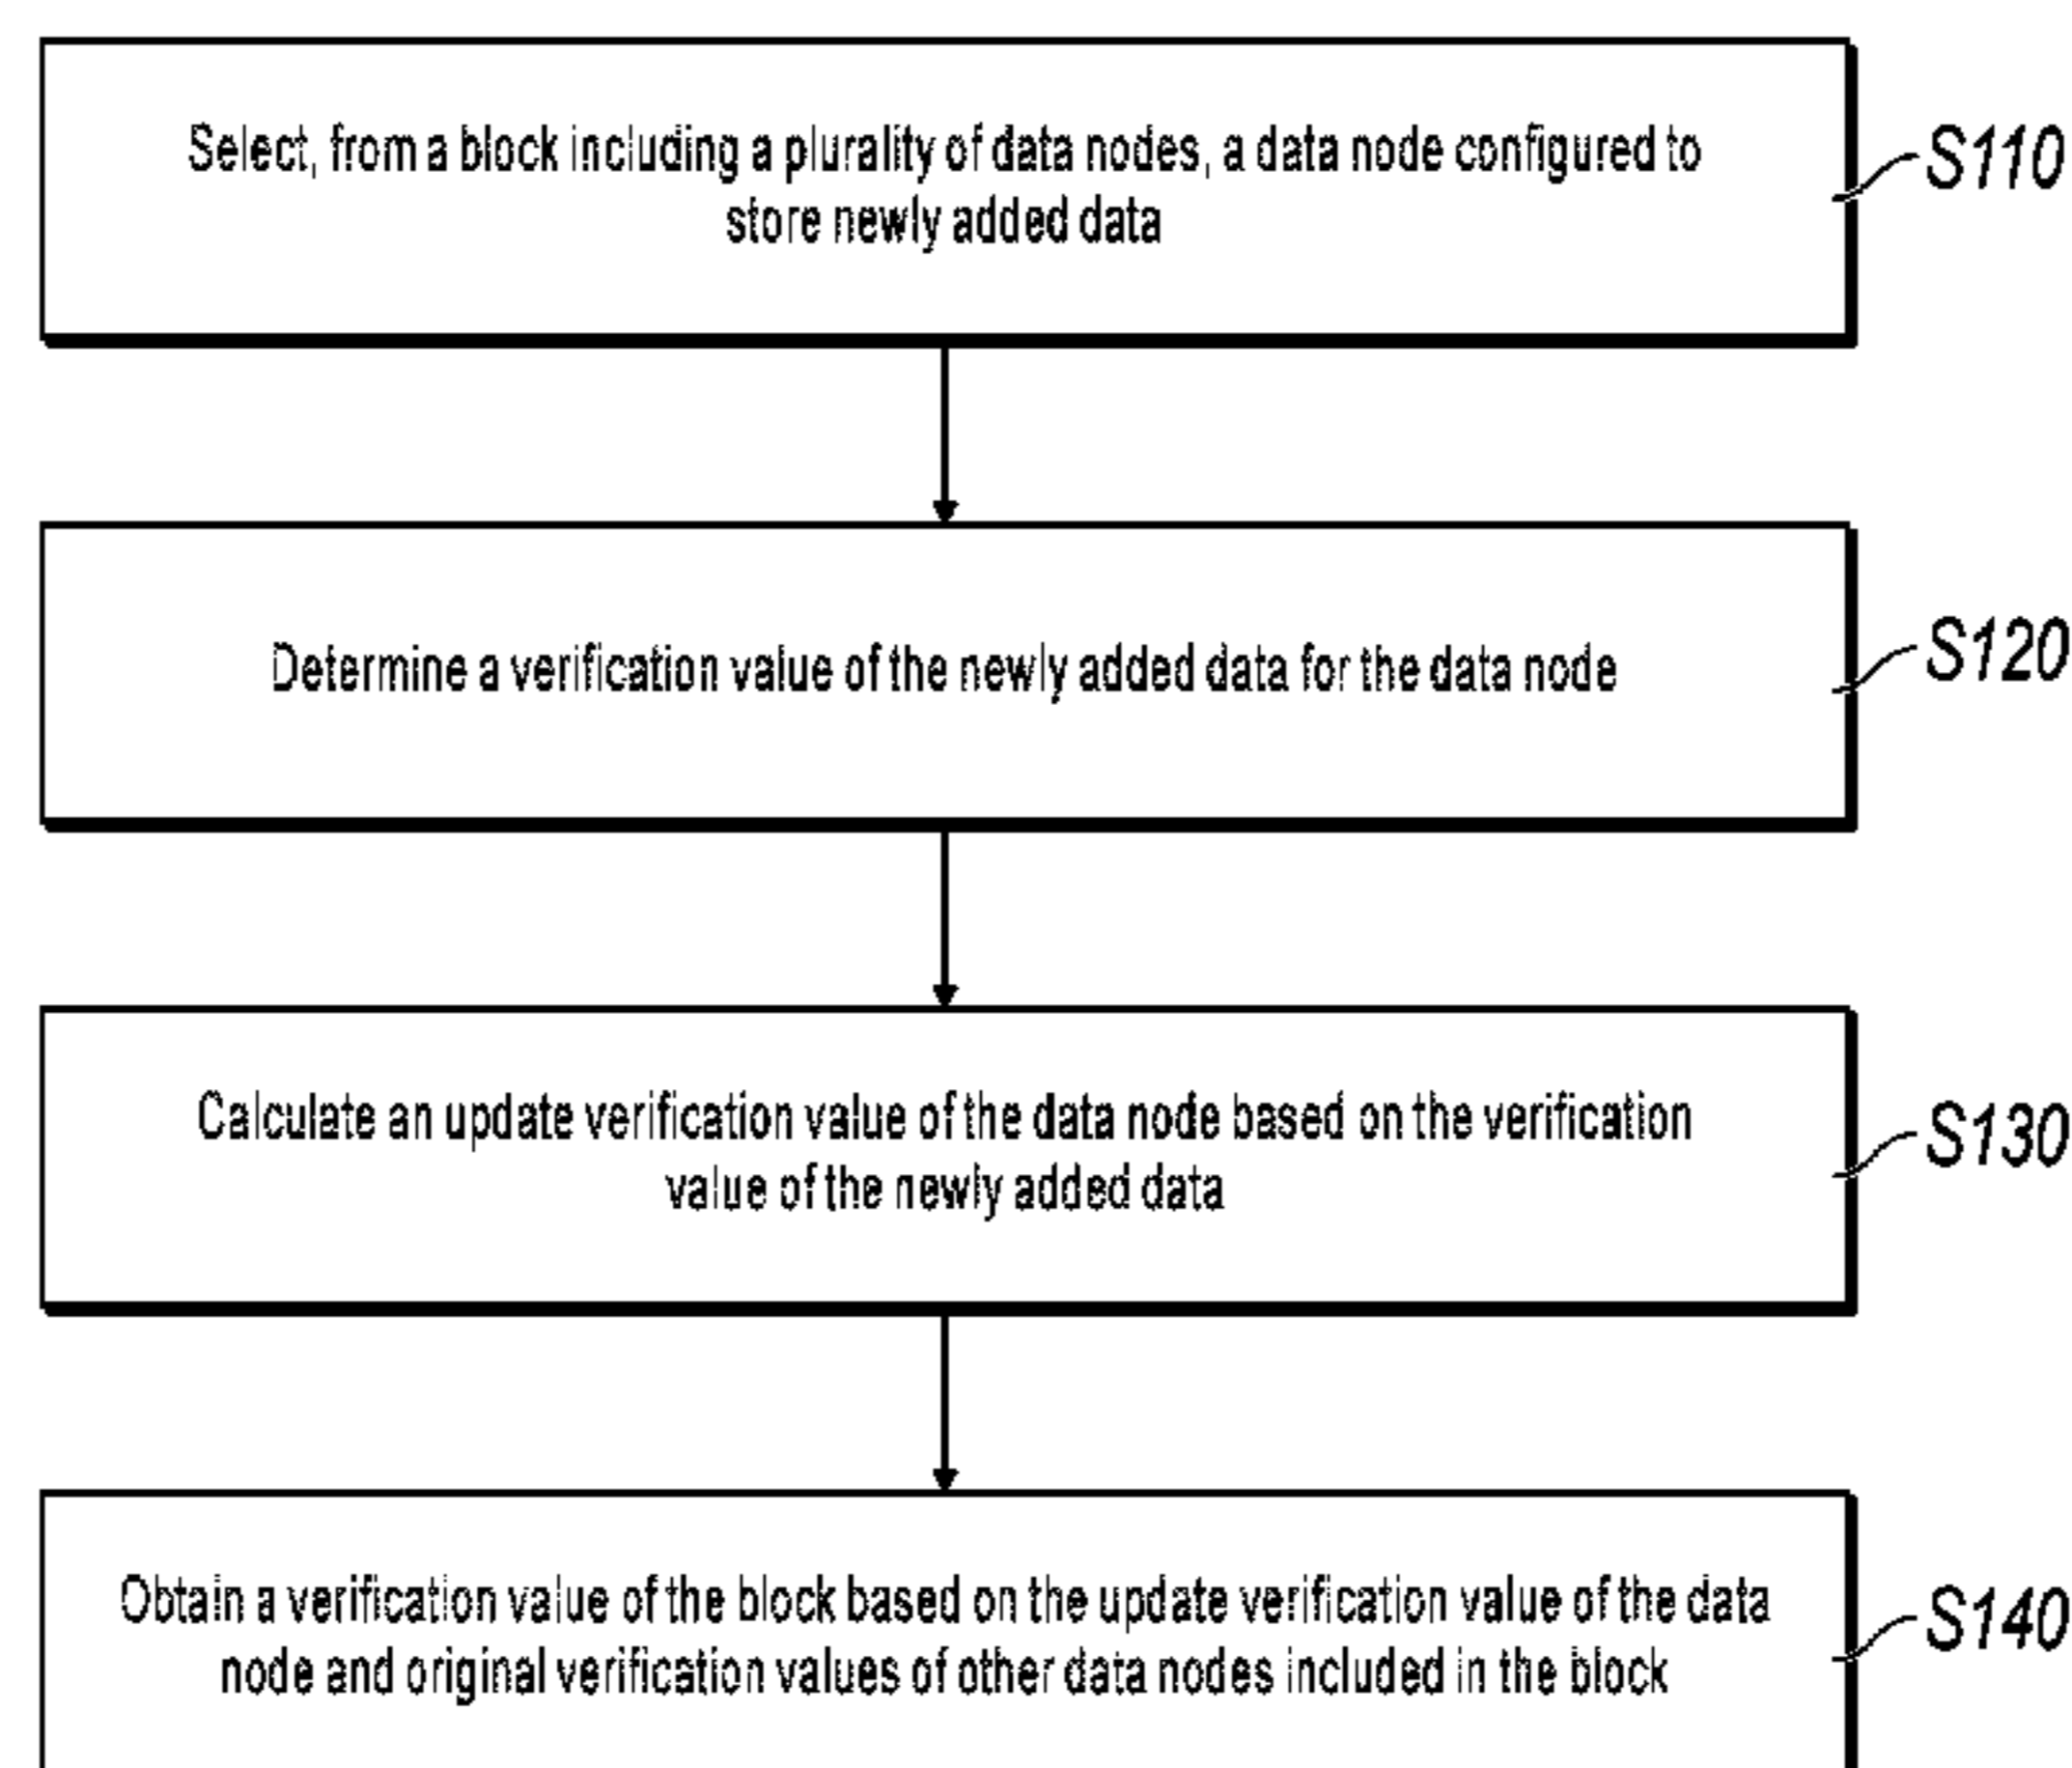 Select, from a block including a plurality of data nodes, a data node configured to
store newly added data
S110
Determine a verification value of the newly added data for the data node
S120
Calculate an update verification value of the data node based on the verification
value of the newly added data
S130
Obtain a verification value of the block based on the update verification value of the data
node and original verification values of other data nodes included in the block
S140